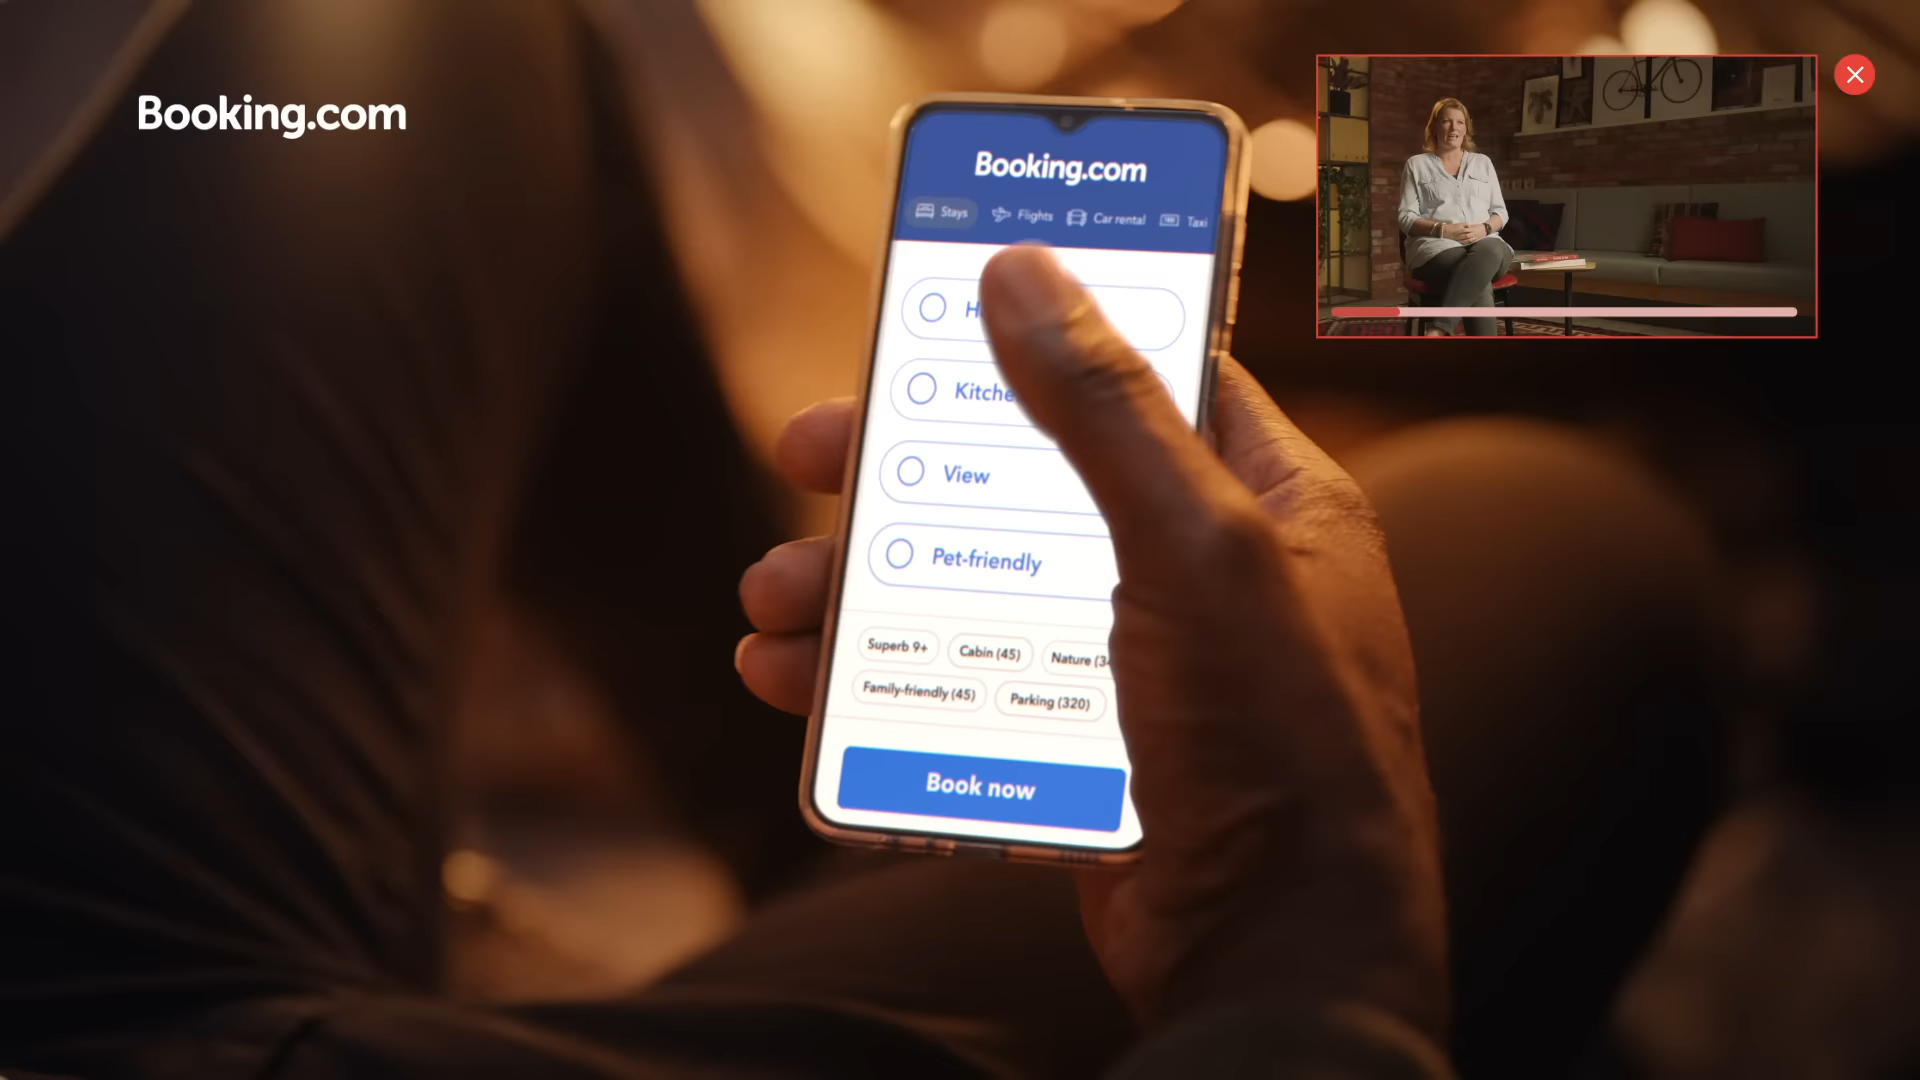 Booking.com
Booking.com
Stays Flights Car rental Taxi
View
Pet-friendly
Superb 9+ Cabin (45) Nature
Family-friendly (45) Parking (320)
Book now